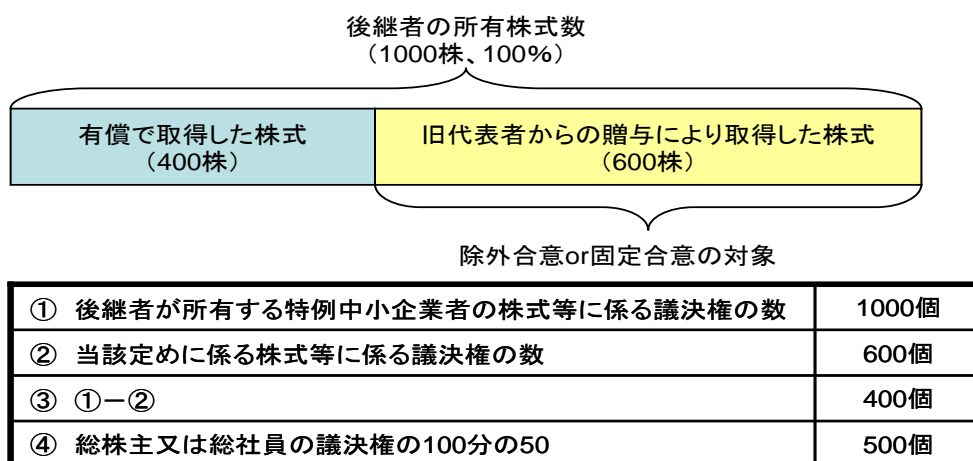 後継者の所有株式数
（1000株、100%）
有償で取得した株式
（400株）
旧代表者からの贈与により取得した株式
（600株）
除外合意or固定合意の対象
① 後継者が所有する特例中小企業者の株式等に係る議決権の数 1000個
② 当該定めに係る株式等に係る議決権の数 600個
③ ①－② 400個
④ 総株主又は総社員の議決権の100分の50 500個